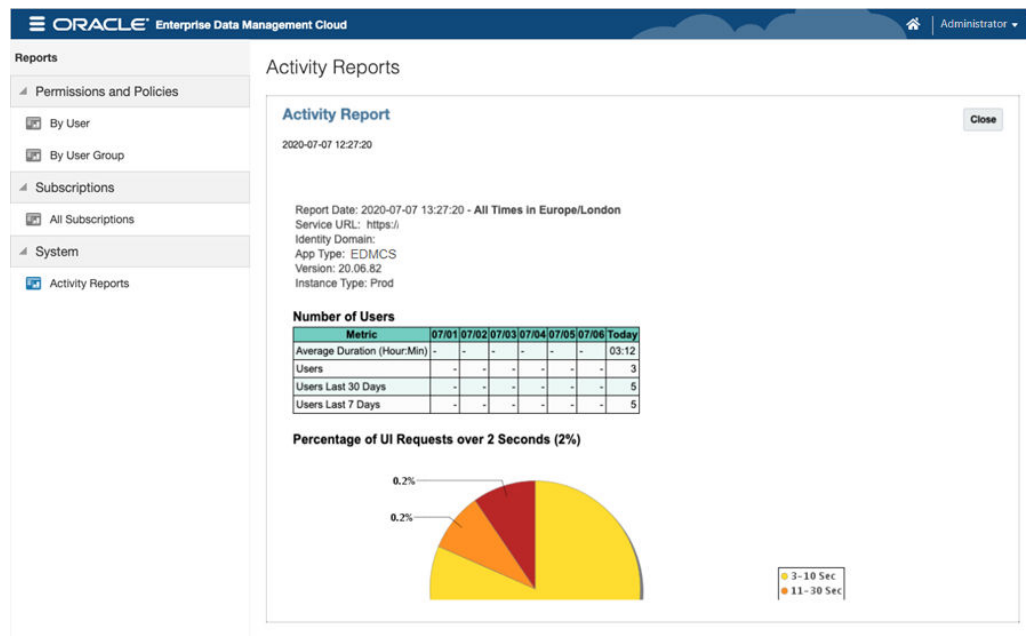 ORACLE® Enterprise Data Management Cloud
Administrator
Reports
Permissions and Policies
By User
By User Group
Subscriptions
All Subscriptions
System
Activity Reports
Activity Reports
Activity Report
Close
2020-07-07 12:27:20
Report Date: 2020-07-07 13:27:20 - All Times in Europe/London
Service URL: https:/
Identity Domain:
App Type: EDMCS
Version: 20.06.82
Instance Type: Prod
Number of Users
Metric 07/01 07/02 07/03 07/04 07/05 07/06 Today
Average Duration (Hour:Min) - - - - - - 03:12
Users - - - - - - 3
Users Last 30 Days - - - - - - 5
Users Last 7 Days - - - - - - 5
Percentage of UI Requests over 2 Seconds (2%)
0.2%
0.2%
3-10 Sec
11-30 Sec